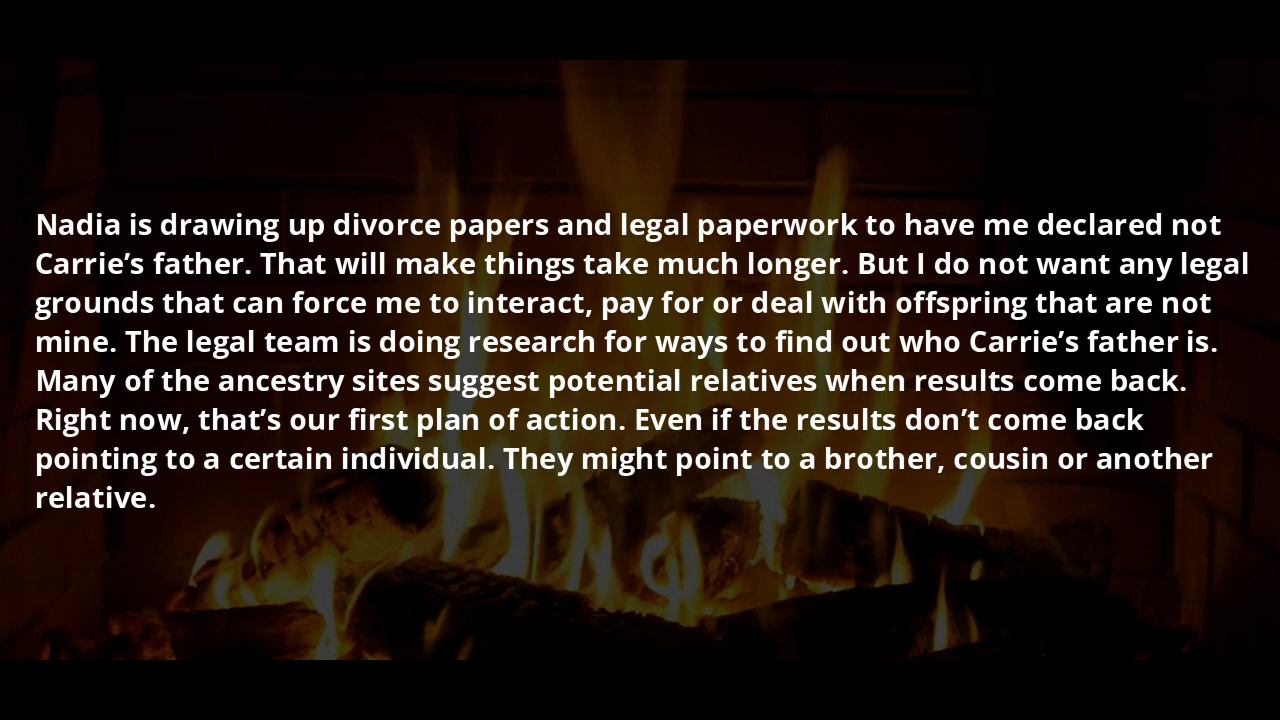 Nadia is drawing up divorce papers and legal paperwork to have me declared not
Carrie’s father. That will make things take much longer. But I do not want any legal
grounds that can force me to interact, pay for or deal with offspring that are not
mine. The legal team is doing research for ways to find out who Carrie’s father is.
Many of the ancestry sites suggest potential relatives when results come back.
Right now, that’s our first plan of action. Even if the results don’t come back
pointing to a certain individual. They might point to a brother, cousin or another
relative.